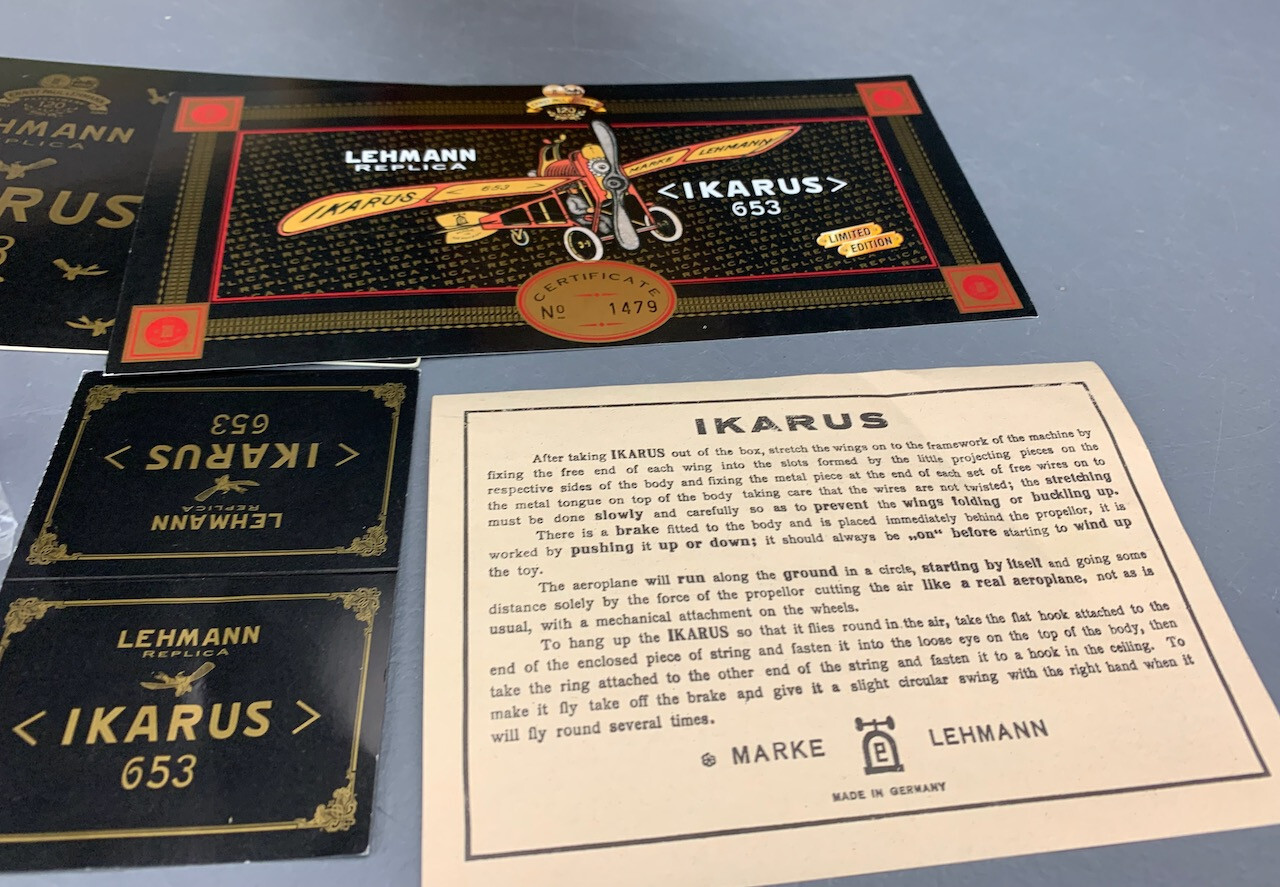 HMANN
REPLICA
120
RUS
3
120
LEHMANN
REPLICA
IKARUS < 653 > MARKE LEHMANN
<IKARUS>
653
LIMITED
EDITION
CERTIFICATE
No 1479
653
< IKARUS >
REPLICA
LEHMANN
LEHMANN
REPLICA
< IKARUS >
653
IKARUS
After taking IKARUS out of the box, stretch the wings on to the framework of the machine by
fixing the free end of each wing into the slots formed by the little projecting pieces on the
respective sides of the body and fixing the metal piece at the end of each set of free wires on to
the metal tongue on top of the body taking care that the wires are not twisted; the stretching
must be done slowly and carefully so as to prevent the wings folding or buckling up.
There is a brake fitted to the body and is placed immediately behind the propellor, it is
worked by pushing it up or down; it should always be „on“ before starting to wind up
the toy.
The aeroplane will run along the ground in a circle, starting by itself and going some
distance solely by the force of the propellor cutting the air like a real aeroplane, not as is
usual, with a mechanical attachment on the wheels.
To hang up the IKARUS so that it flies round in the air, take the flat hook attached to the
end of the enclosed piece of string and fasten it into the loose eye on the top of the body, then
take the ring attached to the other end of the string and fasten it to a hook in the ceiling. To
make it fly take off the brake and give it a slight circular swing with the right hand when it
will fly round several times.
MARKE LEHMANN
MADE IN GERMANY